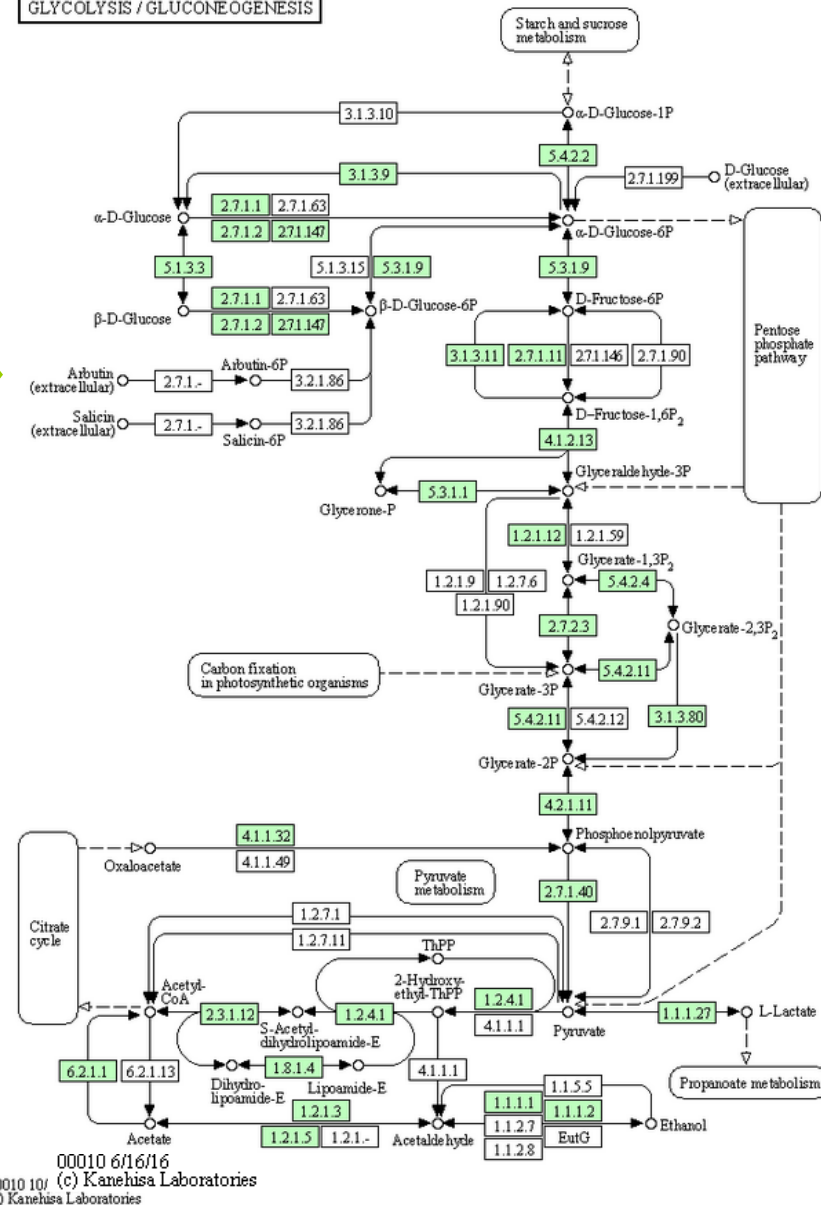 GLYCOLYSIS / GLUCONEOGENESIS
Starch and sucrose
metabolism
3.1.3.10
α-D-Glucose-1P
5.4.2.2
3.1.3.9
2.7.1.199
D-Glucose
(extracellular)
α-D-Glucose
2.7.1.1
2.7.1.63
2.7.1.2
2.7.1.147
α-D-Glucose-6P
5.1.3.3
5.1.3.15
5.3.1.9
5.3.1.9
β-D-Glucose
2.7.1.1
2.7.1.63
2.7.1.2
2.7.1.147
β-D-Glucose-6P
D-Fructose-6P
Pentose
phosphate
pathway
3.1.3.11
2.7.1.11
2.7.1.146
2.7.1.90
Arbutin
(extracellular)
2.7.1.-
Arbutin-6P
3.2.1.86
Salicin
(extracellular)
2.7.1.-
Salicin-6P
3.2.1.86
D-Fructose-1,6P2
4.1.2.13
Glyceraldehyde-3P
Glycerone-P
5.3.1.1
1.2.1.12
1.2.1.59
Glycerate-1,3P2
1.2.1.9
1.2.7.6
1.2.1.90
5.4.2.4
2.7.2.3
Glycerate-2,3P2
Carbon fixation
in photosynthetic organisms
Glycerate-3P
5.4.2.11
5.4.2.11
5.4.2.12
3.1.3.80
Glycerate-2P
4.2.1.11
4.1.1.32
Oxaloacetate
4.1.1.49
Phosphoenolpyruvate
Pyruvate
metabolism
2.7.1.40
Citrate
cycle
1.2.7.1
1.2.7.11
2.7.9.1
2.7.9.2
ThPP
Acetyl-
CoA
2-Hydroxy-
ethyl-ThPP
2.3.1.12
S-Acetyl-
dihydrolipoamide-E
1.2.4.1
1.2.4.1
4.1.1.1
Pyruvate
1.1.1.27
L-Lactate
6.2.1.1
6.2.1.13
Dihydro-
lipoamide-E
1.8.1.4
Lipoamide-E
4.1.1.1
Propanoate metabolism
1.2.1.3
1.2.1.5
1.2.1.-
Acetate
Acetaldehyde
1.1.5.5
1.1.1.1
1.1.1.2
1.1.2.7
EutG
1.1.2.8
Ethanol
00010 6/16/16
(c) Kanehisa Laboratories
0010 10/
) Kanehisa Laboratories